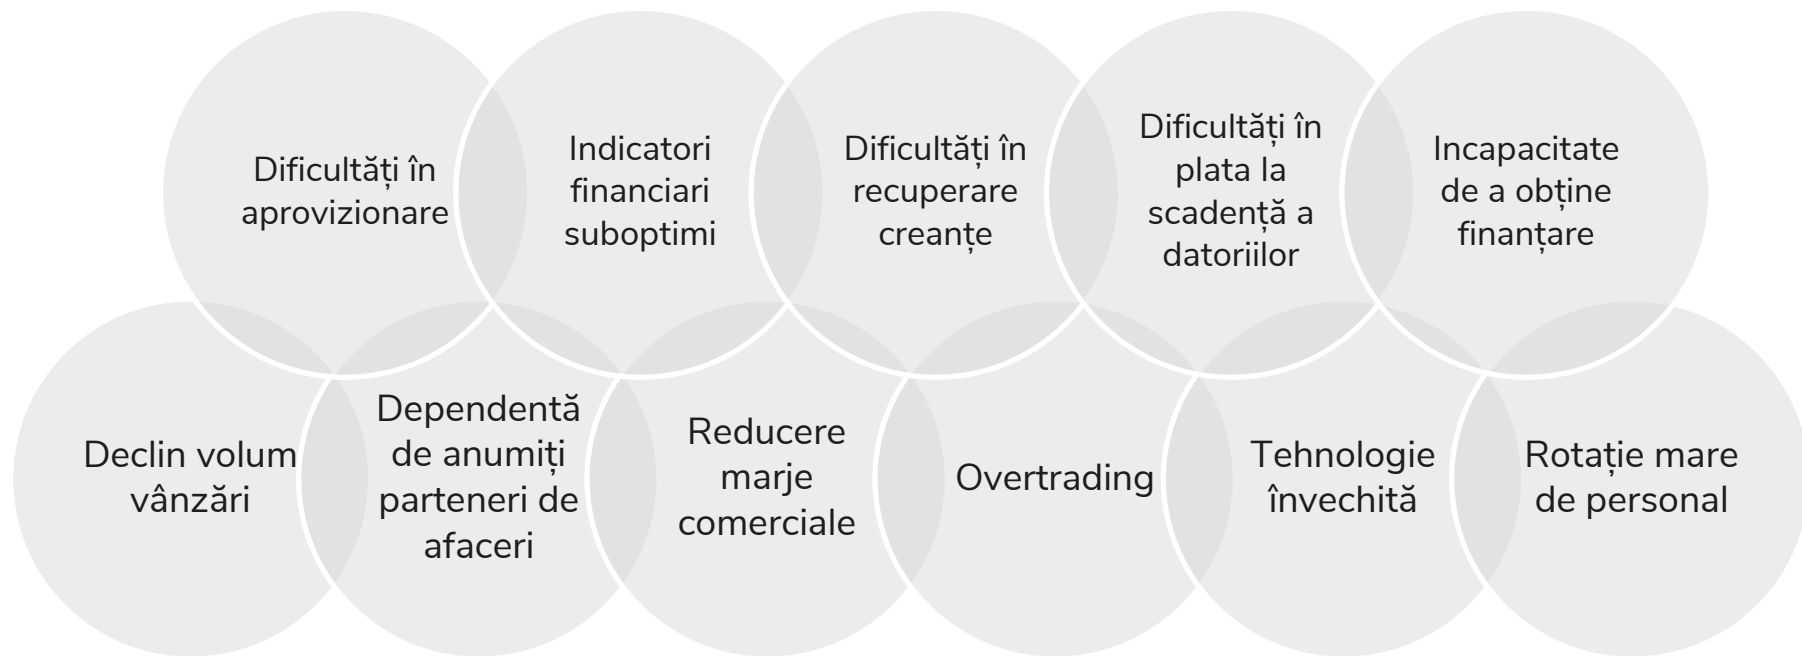 Dificultăți în
aprovizionare
Indicatori
financiari
suboptimi
Dificultăți în
recuperare
creanțe
Dificultăți în
plata la
scadență a
datoriilor
Incapacitate
de a obține
finanțare
Declin volum
vânzări
Dependentă
de anumiți
parteneri de
afaceri
Reducere
marje
comerciale
Overtrading
Tehnologie
învechită
Rotație mare
de personal